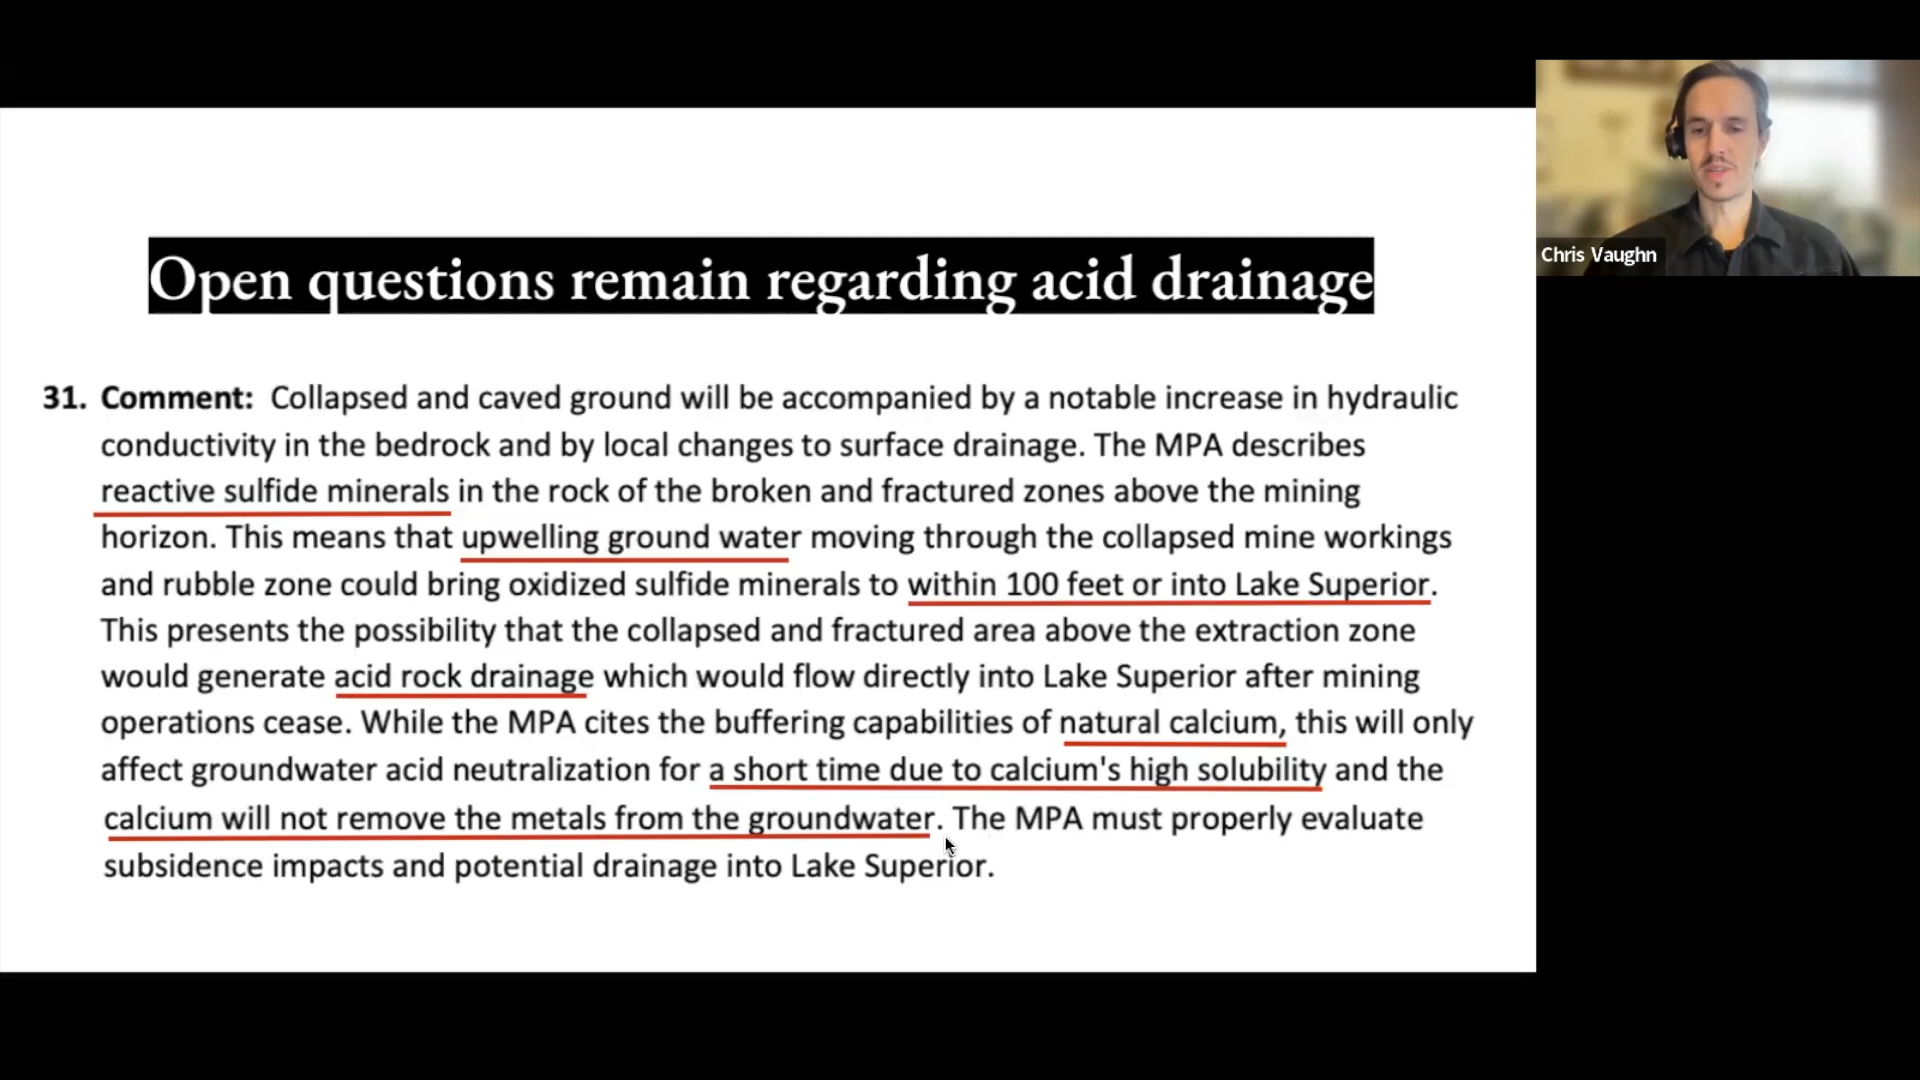 Open questions remain regarding acid drainage
31. Comment: Collapsed and caved ground will be accompanied by a notable increase in hydraulic
conductivity in the bedrock and by local changes to surface drainage. The MPA describes
reactive sulfide minerals in the rock of the broken and fractured zones above the mining
horizon. This means that upwelling ground water moving through the collapsed mine workings
and rubble zone could bring oxidized sulfide minerals to within 100 feet or into Lake Superior.
This presents the possibility that the collapsed and fractured area above the extraction zone
would generate acid rock drainage which would flow directly into Lake Superior after mining
operations cease. While the MPA cites the buffering capabilities of natural calcium, this will only
affect groundwater acid neutralization for a short time due to calcium's high solubility and the
calcium will not remove the metals from the groundwater. The MPA must properly evaluate
subsidence impacts and potential drainage into Lake Superior.
Chris Vaughn